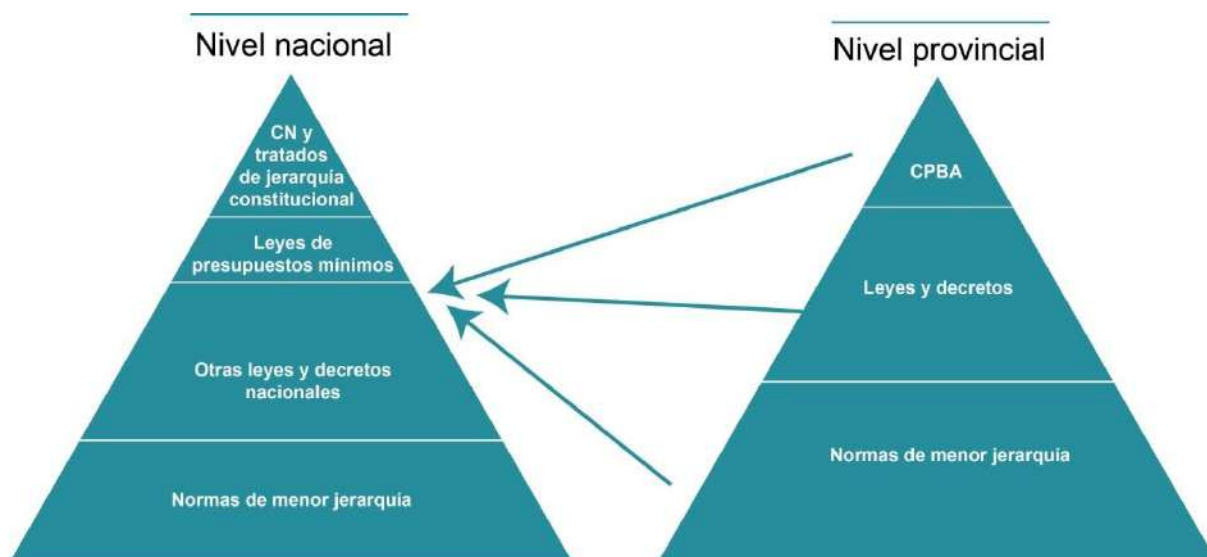 Nivel nacional
CN y
tratados
de jerarquía
constitucional
Leyes de
presupuestos mínimos
Otras leyes y decretos
nacionales
Normas de menor jerarquía
Nivel provincial
CPBA
Leyes y decretos
Normas de menor jerarquía